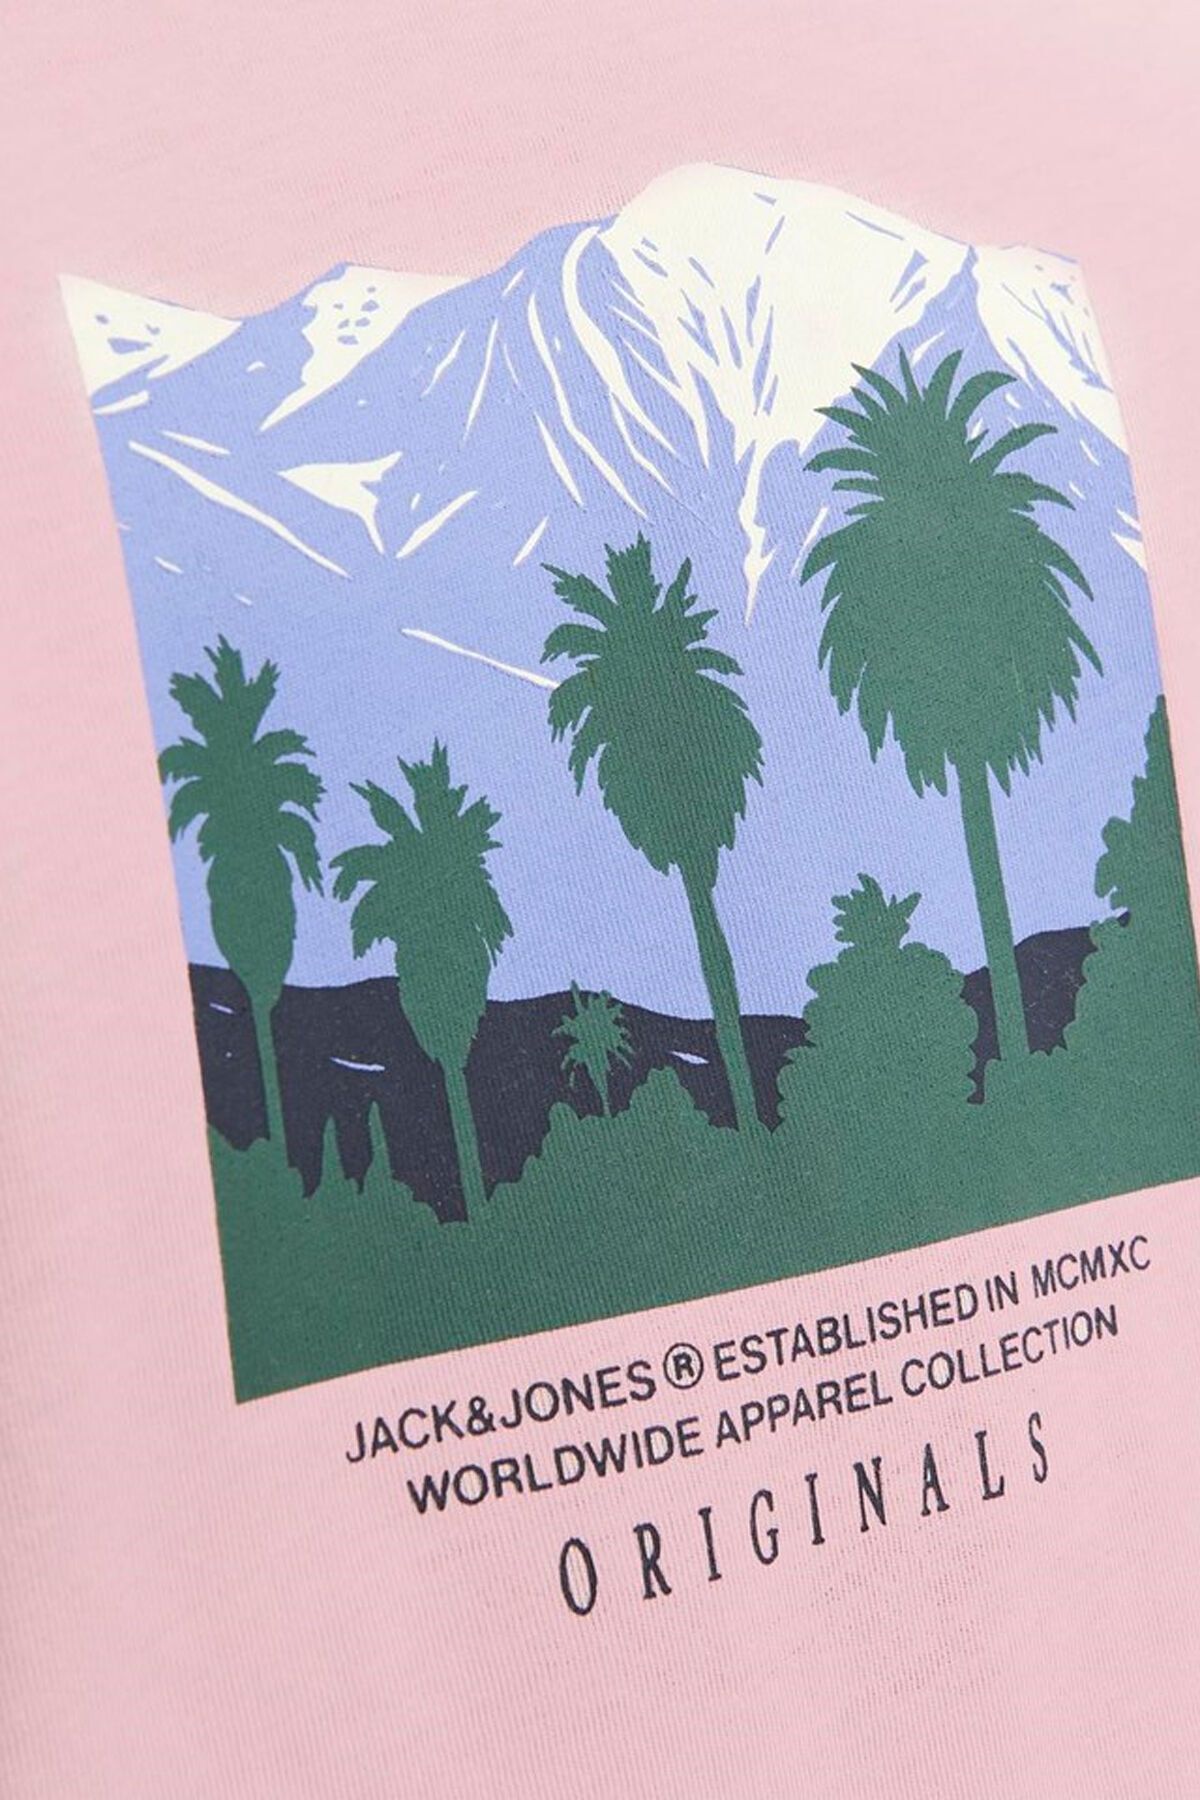 JACK&JONES® ESTABLISHED IN MCMXC
WORLDWIDE APPAREL COLLECTION
ORIGINALS